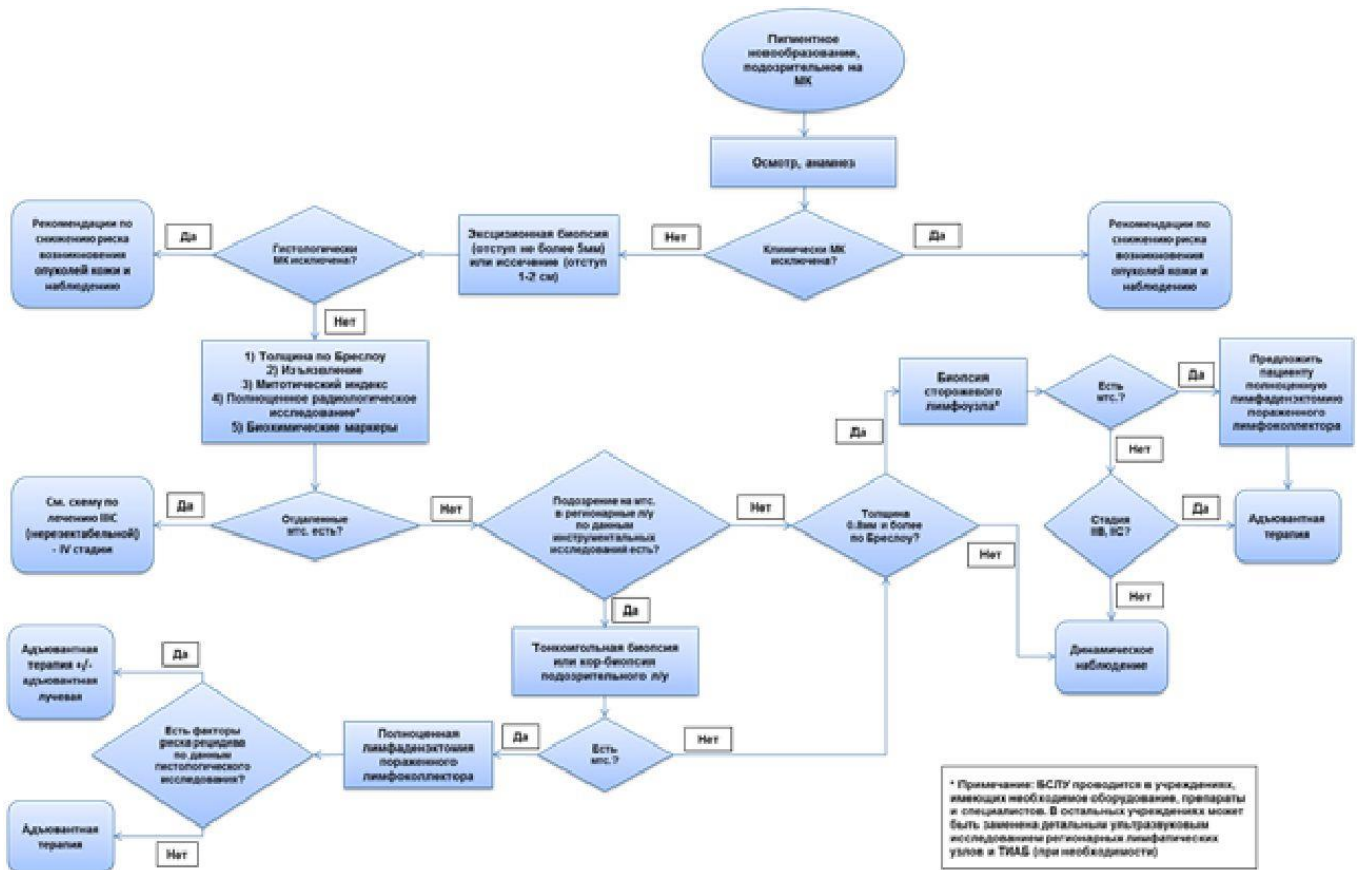 Пигментное
новообразование,
подозрительное на
МК
Осмотр, анамнез
Рекомендации по
снижению риска
возникновения
опухолей кожи и
наблюдению
Да
Гистологически
МК исключена?
Эксцизионная биопсия
(отступ не более 5мм)
или иссечение (отступ
1-2 см)
Нет
Клинически МК
исключена?
Да
Рекомендации по
снижению риска
возникновения
опухолей кожи и
наблюдению
Нет
1) Толщина по Бреслоу
2) Изъязвление
3) Митотический индекс
4) Полноценное радиологическое
исследование*
5) Биохимические маркеры
Биопсия
сторожевого
лимфоузла*
Есть
мтс.?
Да
Предложить
пациенту
полноценную
лимфаденэктомию
пораженного
лимфоколлектора
Да
Нет
См. схему по
лечению IIIC
(нерезектабельной)
- IV стадии
Да
Отдаленные
мтс. есть?
Нет
Подозрение на мтс.
в регионарные л/у
по данным
инструментальных
исследований есть?
Нет
Толщина
0.8мм и более
по Бреслоу?
Нет
Стадия
IIB, IIC?
Да
Адъювантная
терапия
Нет
Да
Динамическое
наблюдение
Тонкоигольная биопсия
или кор-биопсия
подозрительного л/у
Адъювантная
терапия +/-
адъювантная
лучевая
Да
Есть факторы
риска рецидива
по данным
гистологического
исследования?
Полноценная
лимфаденэктомия
пораженного
лимфоколлектора
Да
Есть
мтс.?
Нет
Адъювантная
терапия
Нет
* Примечание: БСЛУ проводится в учреждениях,
имеющих необходимое оборудование, препараты
и специалистов. В остальных учреждениях может
быть заменена детальным ультразвуковым
исследованием регионарных лимфатических
узлов и ТИАБ (при необходимости)